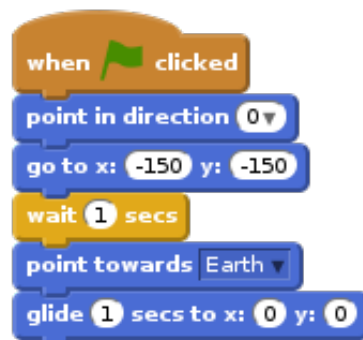 when clicked
point in direction 0
go to x: -150 y: -150
wait 1 secs
point towards Earth
glide 1 secs to x: 0 y: 0